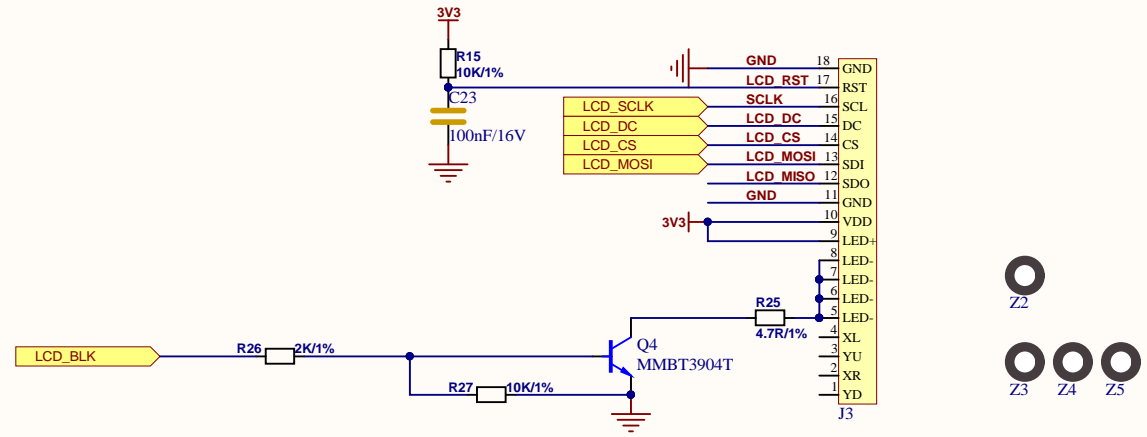 3V3
R15
10K/1%
C23
100nF/16V
GND 18 GND
LCD_RST 17 RST
LCD_SCLK SCLK 16 SCL
LCD_DC LCD_DC 15 DC
LCD_CS LCD_CS 14 CS
LCD_MOSI LCD_MOSI 13 SDI
LCD_MISO 12 SDO
GND 11 GND
3V3 10 VDD
9 LED+
8 LED-
7 LED-
6 LED-
R25 5 LED-
4.7R/1% 4 XL
3 YU
2 XR
1 YD
J3
LCD_BLK R26 2K/1%
R27 10K/1%
Q4
MMBT3904T
Z2
Z3 Z4 Z5